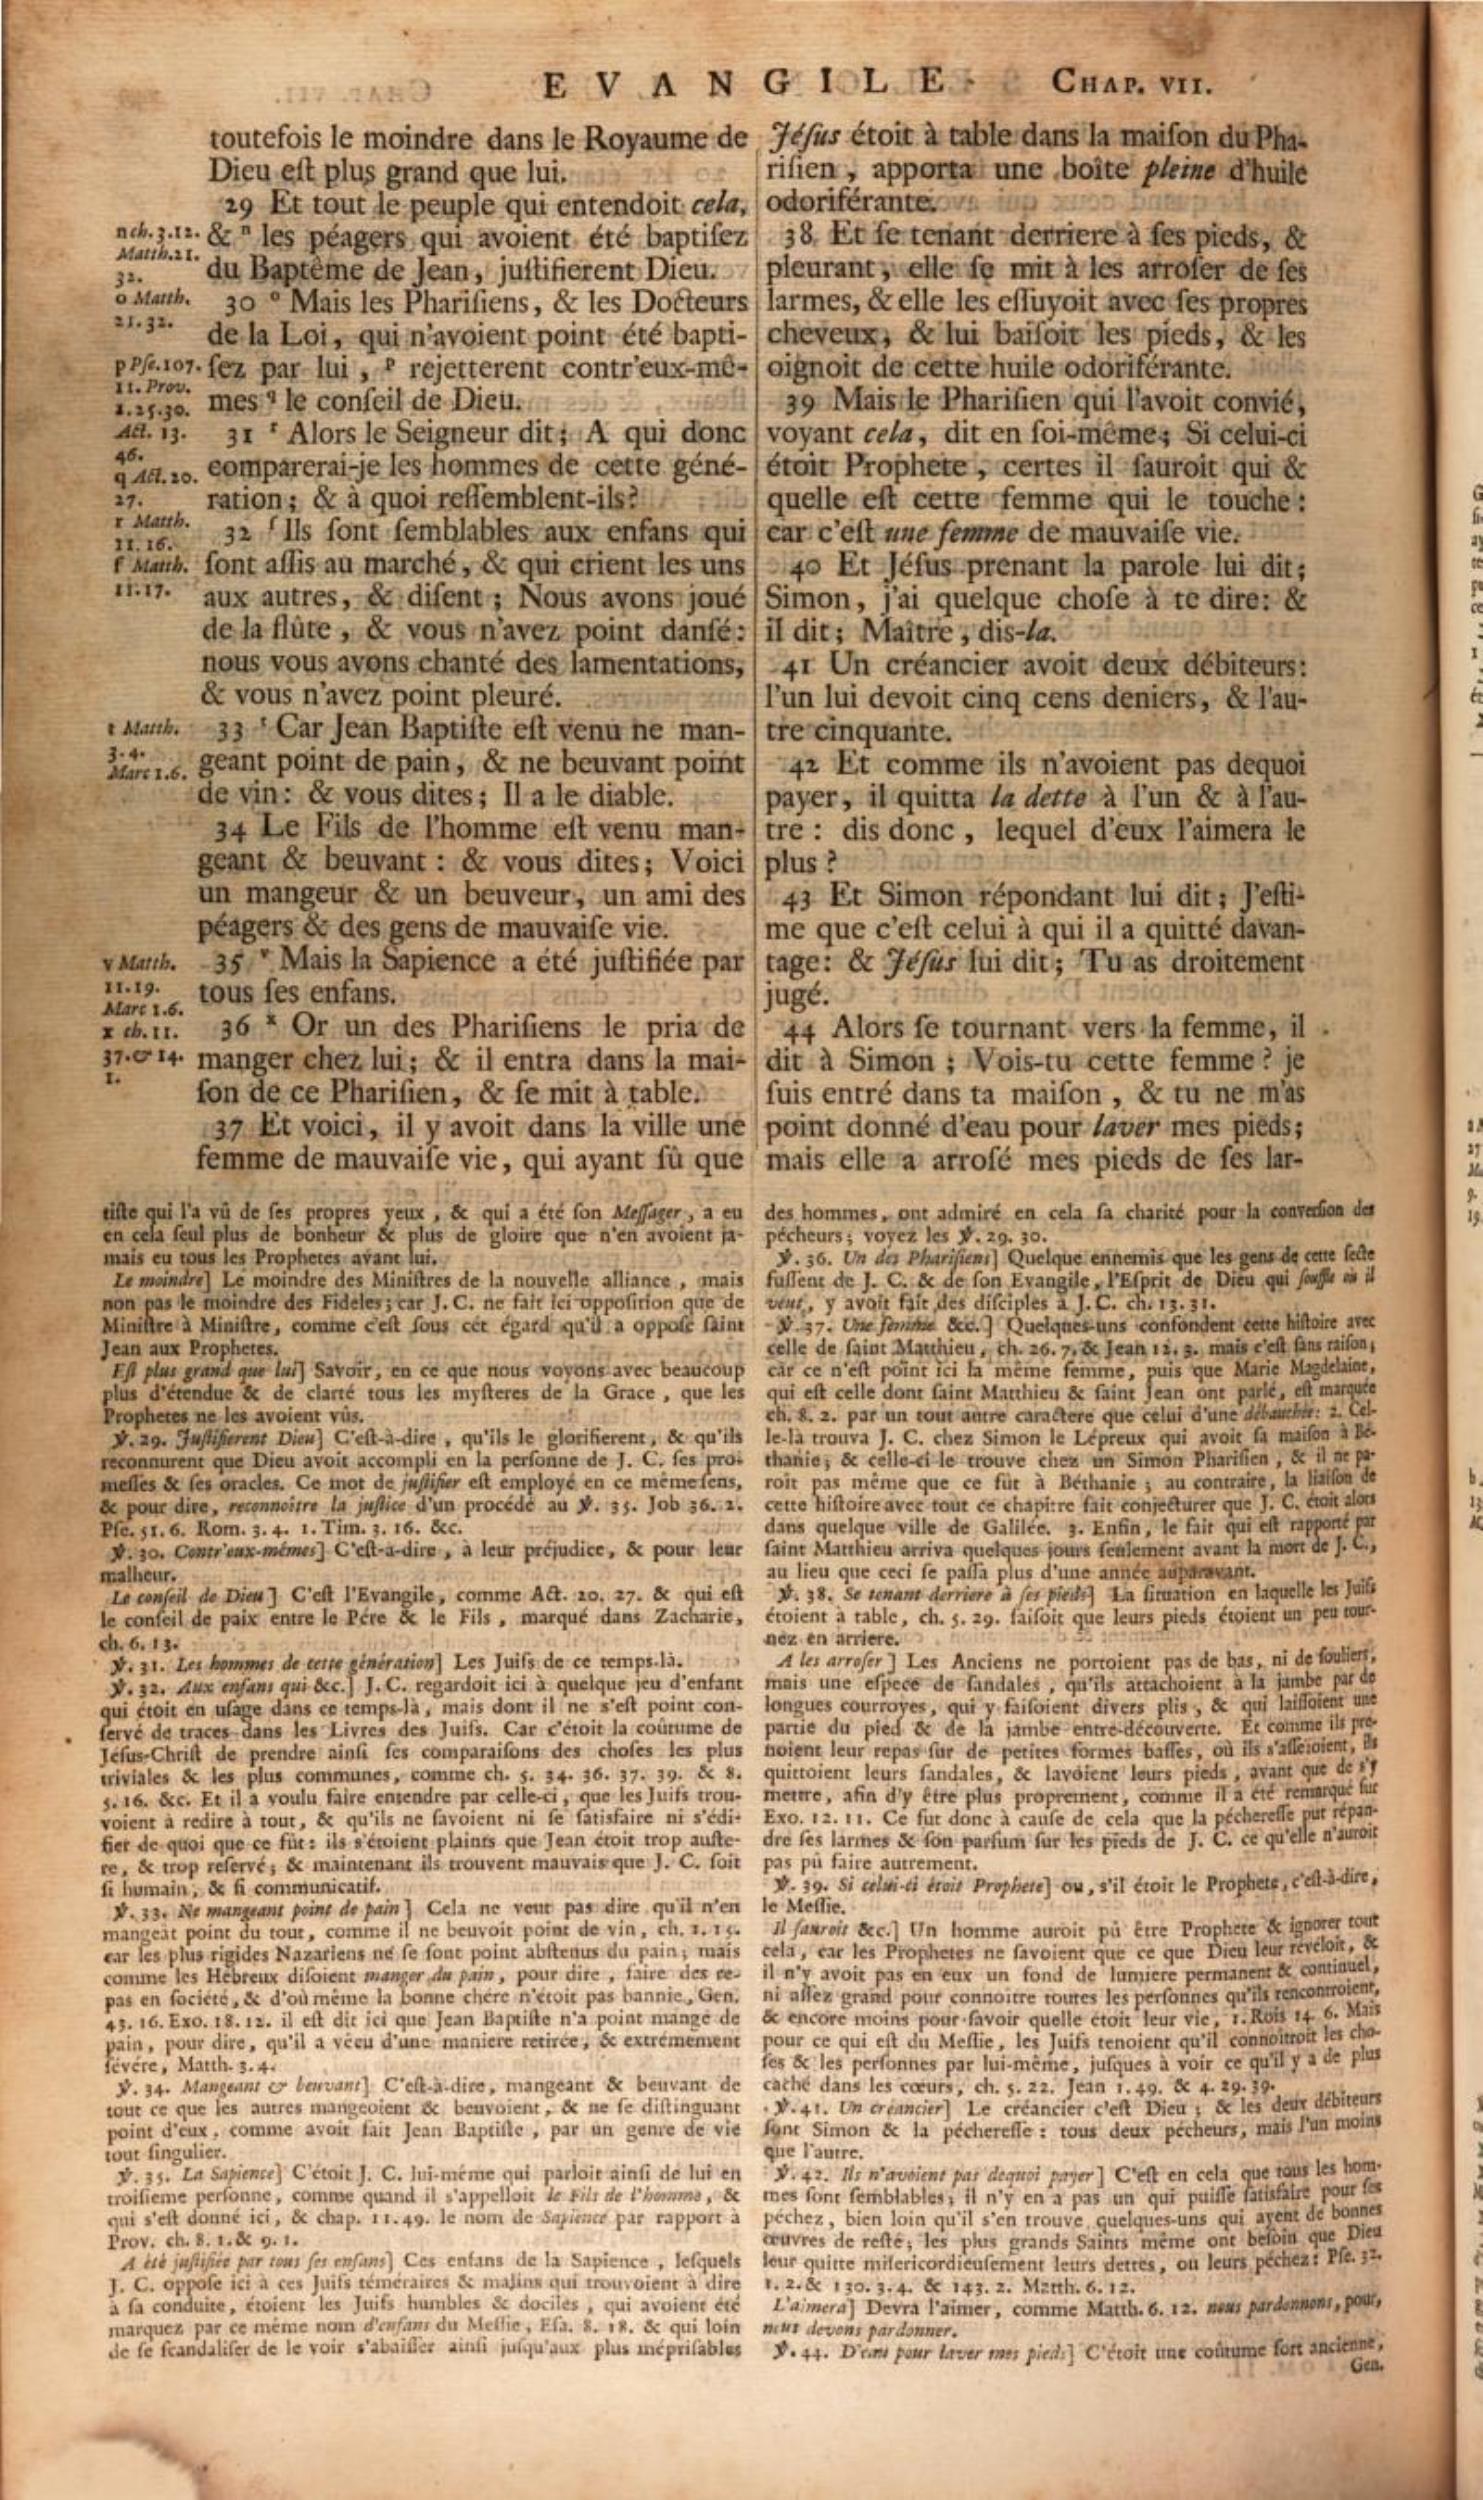 EVANGILE. CHAP. VII.
toutefois le moindre dans le Royaume de
Dieu eſt plus grand que lui.
29 Et tout le peuple qui entendoit cela,
& ⁿ les péagers qui avoient été baptiſez
du Baptême de Jean, juſtifierent Dieu.
30 ᵒ Mais les Phariſiens, & les Docteurs
de la Loi, qui n'avoient point été bapti-
ſez par lui, ᵖ rejetterent contr'eux-mê-
mes ᑫ le conſeil de Dieu.
31 ʳ Alors le Seigneur dit; A qui donc
comparerai-je les hommes de cette géné-
ration; & à quoi reſſemblent-ils?
32 ᶠ Ils ſont ſemblables aux enfans qui
ſont aſſis au marché, & qui crient les uns
aux autres, & diſent; Nous avons joué
de la flûte, & vous n'avez point danſé:
nous vous avons chanté des lamentations,
& vous n'avez point pleuré.
33 ᵗ Car Jean Baptiſte eſt venu ne man-
geant point de pain, & ne beuvant point
de vin: & vous dites; Il a le diable.
34 Le Fils de l'homme eſt venu man-
geant & beuvant: & vous dites; Voici
un mangeur & un beuveur, un ami des
péagers & des gens de mauvaiſe vie.
35 ᵛ Mais la Sapience a été juſtifiée par
tous ſes enfans.
36 ˣ Or un des Phariſiens le pria de
manger chez lui; & il entra dans la mai-
ſon de ce Phariſien, & ſe mit à table.
37 Et voici, il y avoit dans la ville une
femme de mauvaiſe vie, qui ayant ſû que
n ch. 3. 12.
Matth. 21.
32.
o Matth.
21. 32.
p Pſe. 107.
11. Prov.
1. 25. 30.
Act. 13.
46.
q Act. 20.
27.
r Matth.
11. 16.
ſ Matth.
11. 17.
t Matth.
3. 4.
Marc 1. 6.
v Matth.
11. 19.
Marc 1. 6.
x ch. 11.
37. & 14.
1.
Jéſus étoit à table dans la maiſon du Pha-
riſien, apporta une boîte pleine d'huile
odoriférante.
38 Et ſe tenant derriere à ſes pieds, &
pleurant, elle ſe mit à les arroſer de ſes
larmes, & elle les eſſuyoit avec ſes propres
cheveux, & lui baiſoit les pieds, & les
oignoit de cette huile odoriférante.
39 Mais le Phariſien qui l'avoit convié,
voyant cela, dit en ſoi-même; Si celui-ci
étoit Prophete, certes il ſauroit qui &
quelle eſt cette femme qui le touche:
car c'eſt une femme de mauvaiſe vie.
40 Et Jéſus prenant la parole lui dit;
Simon, j'ai quelque choſe à te dire: &
il dit; Maître, dis-la.
41 Un créancier avoit deux débiteurs:
l'un lui devoit cinq cens deniers, & l'au-
tre cinquante.
42 Et comme ils n'avoient pas dequoi
payer, il quitta la dette à l'un & à l'au-
tre: dis donc, lequel d'eux l'aimera le
plus?
43 Et Simon répondant lui dit; J'eſti-
me que c'eſt celui à qui il a quitté davan-
tage: & Jéſus lui dit; Tu as droitement
jugé.
44 Alors ſe tournant vers la femme, il
dit à Simon; Vois-tu cette femme? je
ſuis entré dans ta maiſon, & tu ne m'as
point donné d'eau pour laver mes pieds;
mais elle a arroſé mes pieds de ſes lar-
tiſte qui l'a vû de ſes propres yeux, & qui a été ſon Meſſager, a eu
en cela ſeul plus de bonheur & plus de gloire que n'en avoient ja-
mais eu tous les Prophetes avant lui.
Le moindre] Le moindre des Miniſtres de la nouvelle alliance, mais
non pas le moindre des Fideles; car J. C. ne fait ici oppoſition que de
Miniſtre à Miniſtre, comme c'eſt ſous cét égard qu'il a oppoſé ſaint
Jean aux Prophetes.
Eſt plus grand que lui] Savoir, en ce que nous voyons avec beaucoup
plus d'étendue & de clarté tous les myſteres de la Grace, que les
Prophetes ne les avoient vûs.
℣. 29. Juſtifierent Dieu] C'eſt-à-dire, qu'ils le glorifierent, & qu'ils
reconnurent que Dieu avoit accompli en la perſonne de J. C. ſes pro-
meſſes & ſes oracles. Ce mot de juſtifier eſt employé en ce même ſens,
& pour dire, reconnoître la juſtice d'un procédé au ℣. 35. Job 36. 2.
Pſe. 51. 6. Rom. 3. 4. 1. Tim. 3. 16. &c.
℣. 30. Contr'eux-mêmes] C'eſt-à-dire, à leur préjudice, & pour leur
malheur.
Le conſeil de Dieu] C'eſt l'Evangile, comme Act. 20. 27. & qui eſt
le conſeil de paix entre le Pére & le Fils, marqué dans Zacharie,
ch. 6. 13.
℣. 31. Les hommes de cette génération] Les Juifs de ce temps-là.
℣. 32. Aux enfans qui &c.] J. C. regardoit ici à quelque jeu d'enfant
qui étoit en uſage dans ce temps-là, mais dont il ne s'eſt point con-
ſervé de traces dans les Livres des Juifs. Car c'étoit la coûtume de
Jéſus-Chriſt de prendre ainſi ſes comparaiſons des choſes les plus
triviales & les plus communes, comme ch. 5. 34. 36. 37. 39. & 8.
5. 16. &c. Et il a voulu faire entendre par celle-ci, que les Juifs trou-
voient à redire à tout, & qu'ils ne ſavoient ni ſe ſatisfaire ni s'édi-
fier de quoi que ce fût: ils s'étoient plaints que Jean étoit trop auſte-
re, & trop reſervé; & maintenant ils trouvent mauvais que J. C. ſoit
ſi humain, & ſi communicatif.
℣. 33. Ne mangeant point de pain] Cela ne veut pas dire qu'il n'en
mangeât point du tout, comme il ne beuvoit point de vin, ch. 1. 15.
car les plus rigides Nazariens ne ſe ſont point abſtenus du pain; mais
comme les Hébreux diſoient manger du pain, pour dire, faire des re-
pas en ſocieté, & d'où même la bonne chére n'étoit pas bannie, Gen.
43. 16. Exo. 18. 12. il eſt dit ici que Jean Baptiſte n'a point mangé de
pain, pour dire, qu'il a vécu d'une maniere retirée, & extrémement
ſévére, Matth. 3. 4.
℣. 34. Mangeant & beuvant] C'eſt-à-dire, mangeant & beuvant de
tout ce que les autres mangeoient & beuvoient, & ne ſe diſtinguant
point d'eux, comme avoit fait Jean Baptiſte, par un genre de vie
tout ſingulier.
℣. 35. La Sapience] C'étoit J. C. lui-même qui parloit ainſi de lui en
troiſieme perſonne, comme quand il s'appelloit le Fils de l'homme, &
qui s'eſt donné ici, & chap. 11. 49. le nom de Sapience par rapport à
Prov. ch. 8. 1. & 9. 1.
A été juſtifiée par tous ſes enfans] Ces enfans de la Sapience, leſquels
J. C. oppoſe ici à ces Juifs téméraires & malins qui trouvoient à dire
à ſa conduite, étoient les Juifs humbles & dociles, qui avoient été
marquez par ce même nom d'enfans du Meſſie, Eſa. 8. 18. & qui loin
de ſe ſcandaliſer de le voir s'abaiſſer ainſi juſqu'aux plus mépriſables
des hommes, ont admiré en cela ſa charité pour la converſion des
pécheurs; voyez les ℣. 29. 30.
℣. 36. Un des Phariſiens] Quelque ennemis que les gens de cette ſecte
fuſſent de J. C. & de ſon Evangile, l'Eſprit de Dieu qui ſouffle où il
veut, y avoit fait des diſciples à J. C. ch. 13. 31.
℣. 37. Une femme &c.] Quelques-uns confondent cette hiſtoire avec
celle de ſaint Matthieu, ch. 26. 7. & Jean 12. 3. mais c'eſt ſans raiſon;
car ce n'eſt point ici la même femme, puis que Marie Magdelaine,
qui eſt celle dont ſaint Matthieu & ſaint Jean ont parlé, eſt marquée
ch. 8. 2. par un tout autre caractere que celui d'une débauchée: 2. Cel-
le-là trouva J. C. chez Simon le Lépreux qui avoit ſa maiſon à Bé-
thanie; & celle-ci le trouve chez un Simon Phariſien, & il ne pa-
roît pas même que ce fût à Béthanie; au contraire, la liaiſon de
cette hiſtoire avec tout ce chapitre fait conjecturer que J. C. étoit alors
dans quelque ville de Galilée. 3. Enfin, le fait qui eſt rapporté par
ſaint Matthieu arriva quelques jours ſeulement avant la mort de J. C.,
au lieu que ceci ſe paſſa plus d'une année auparavant.
℣. 38. Se tenant derriere à ſes pieds] La ſituation en laquelle les Juifs
étoient à table, ch. 5. 29. faiſoit que leurs pieds étoient un peu tour-
nez en arriere.
A les arroſer] Les Anciens ne portoient pas de bas, ni de ſouliers,
mais une eſpece de ſandales, qu'ils attachoient à la jambe par de
longues courroyes, qui y faiſoient divers plis, & qui laiſſoient une
partie du pied & de la jambe entre-découverte. Et comme ils pre-
noient leur repas ſur de petites formes baſſes, où ils s'aſſeioient, ils
quittoient leurs ſandales, & lavoient leurs pieds, avant que de s'y
mettre, afin d'y être plus proprement, comme il a été remarqué ſur
Exo. 12. 11. Ce fut donc à cauſe de cela que la péchereſſe put répan-
dre ſes larmes & ſon parfum ſur les pieds de J. C. ce qu'elle n'auroit
pas pû faire autrement.
℣. 39. Si celui-ci étoit Prophete] ou, s'il étoit le Prophete, c'eſt-à-dire,
le Meſſie.
Il ſauroit &c.] Un homme auroit pû être Prophete & ignorer tout
cela, car les Prophetes ne ſavoient que ce que Dieu leur révéloit, &
il n'y avoit pas en eux un fond de lumiere permanent & continuel,
ni aſſez grand pour connoître toutes les perſonnes qu'ils rencontroient,
& encore moins pour ſavoir quelle étoit leur vie, 1. Rois 14. 6. Mais
pour ce qui eſt du Meſſie, les Juifs tenoient qu'il connoîtroit les cho-
ſes & les perſonnes par lui-même, juſques à voir ce qu'il y a de plus
caché dans les cœurs, ch. 5. 22. Jean 1. 49. & 4. 29. 39.
℣. 41. Un créancier] Le créancier c'eſt Dieu; & les deux débiteurs
ſont Simon & la péchereſſe: tous deux pécheurs, mais l'un moins
que l'autre.
℣. 42. Ils n'avoient pas dequoi payer] C'eſt en cela que tous les hom-
mes ſont ſemblables; il n'y en a pas un qui puiſſe ſatisfaire pour ſes
péchez, bien loin qu'il s'en trouve quelques-uns qui ayent de bonnes
œuvres de reſte; les plus grands Saints même ont beſoin que Dieu
leur quitte miſericordieuſement leurs dettes, ou leurs péchez: Pſe. 32.
1. 2. & 130. 3. 4. & 143. 2. Matth. 6. 12.
L'aimera] Devra l'aimer, comme Matth. 6. 12. nous pardonnons, pour,
nous devons pardonner.
℣. 44. D'eau pour laver mes pieds] C'étoit une coûtume fort ancienne,
Gen.